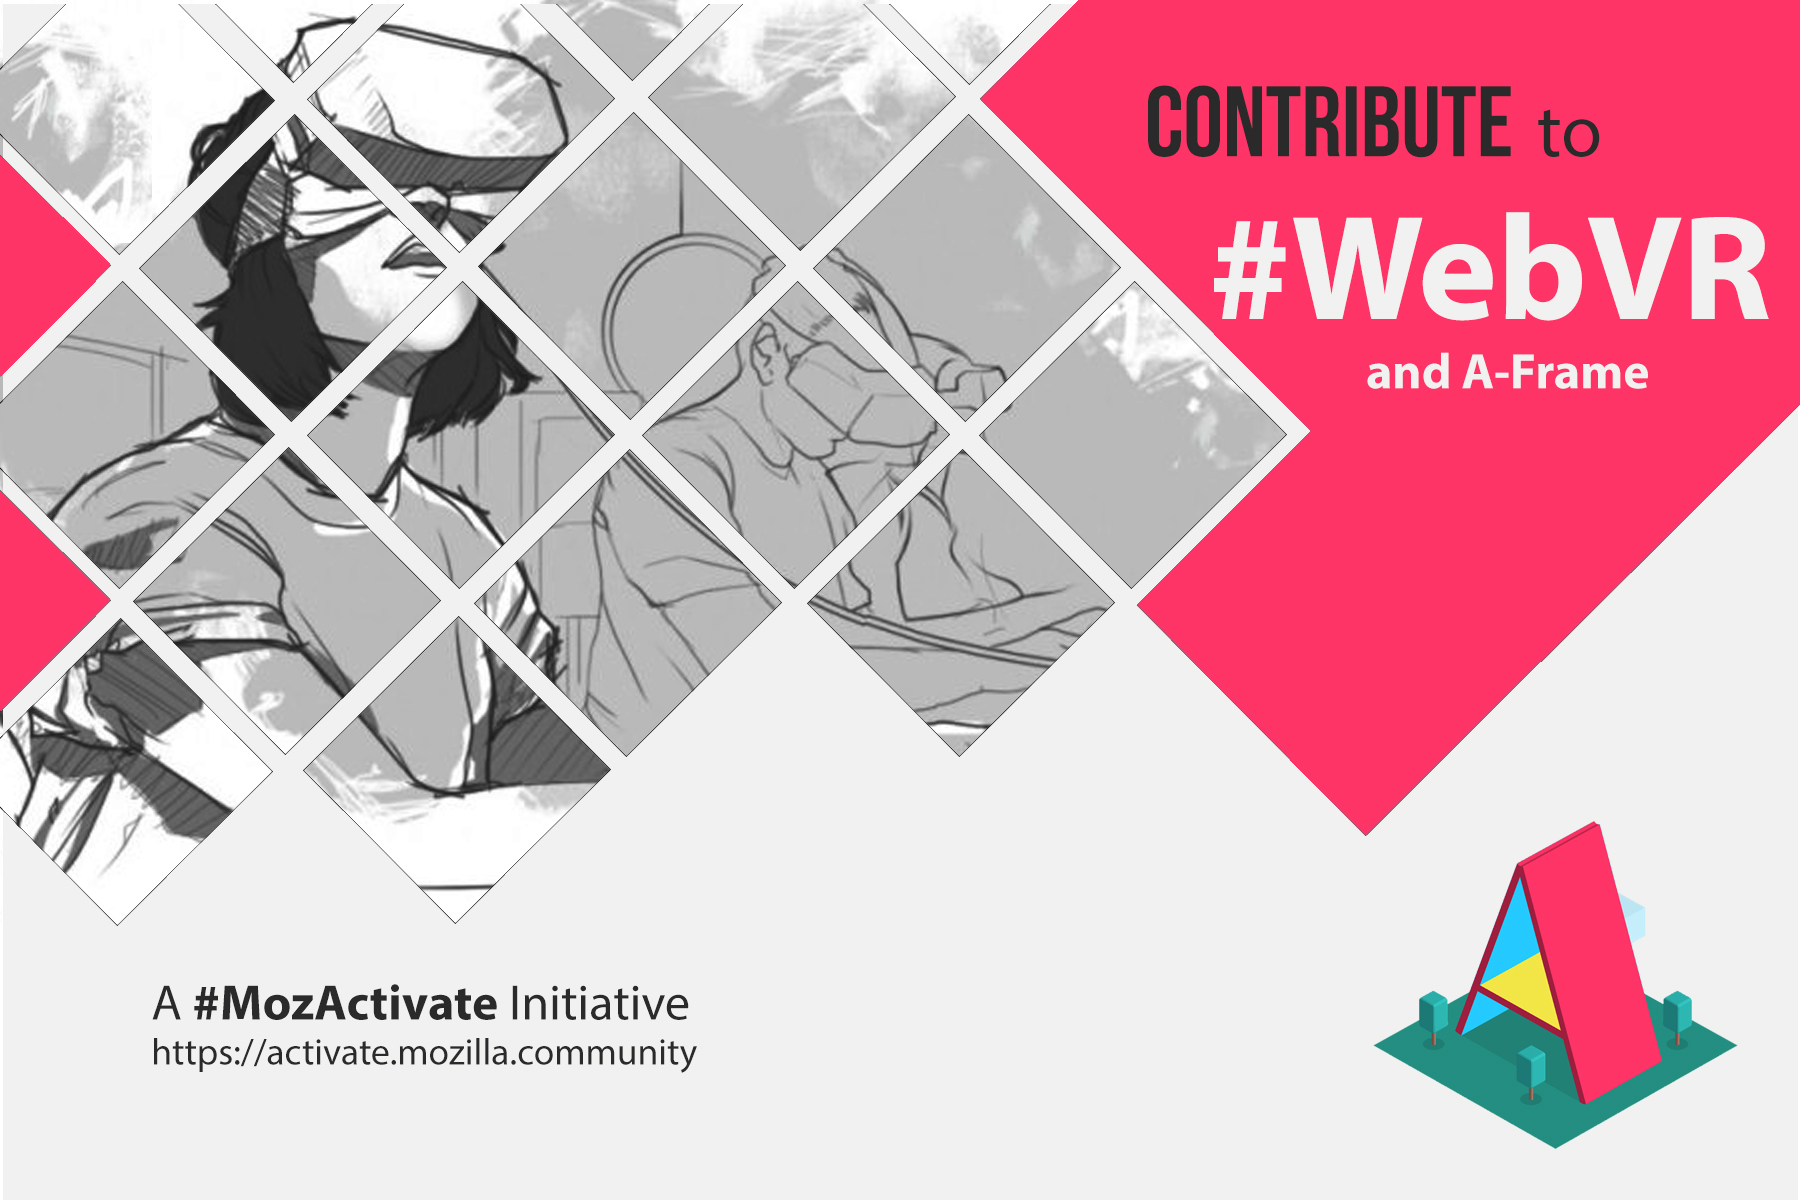 CONTRIBUTE to
#WebVR
and A-Frame
A #MozActivate Initiative
https://activate.mozilla.community